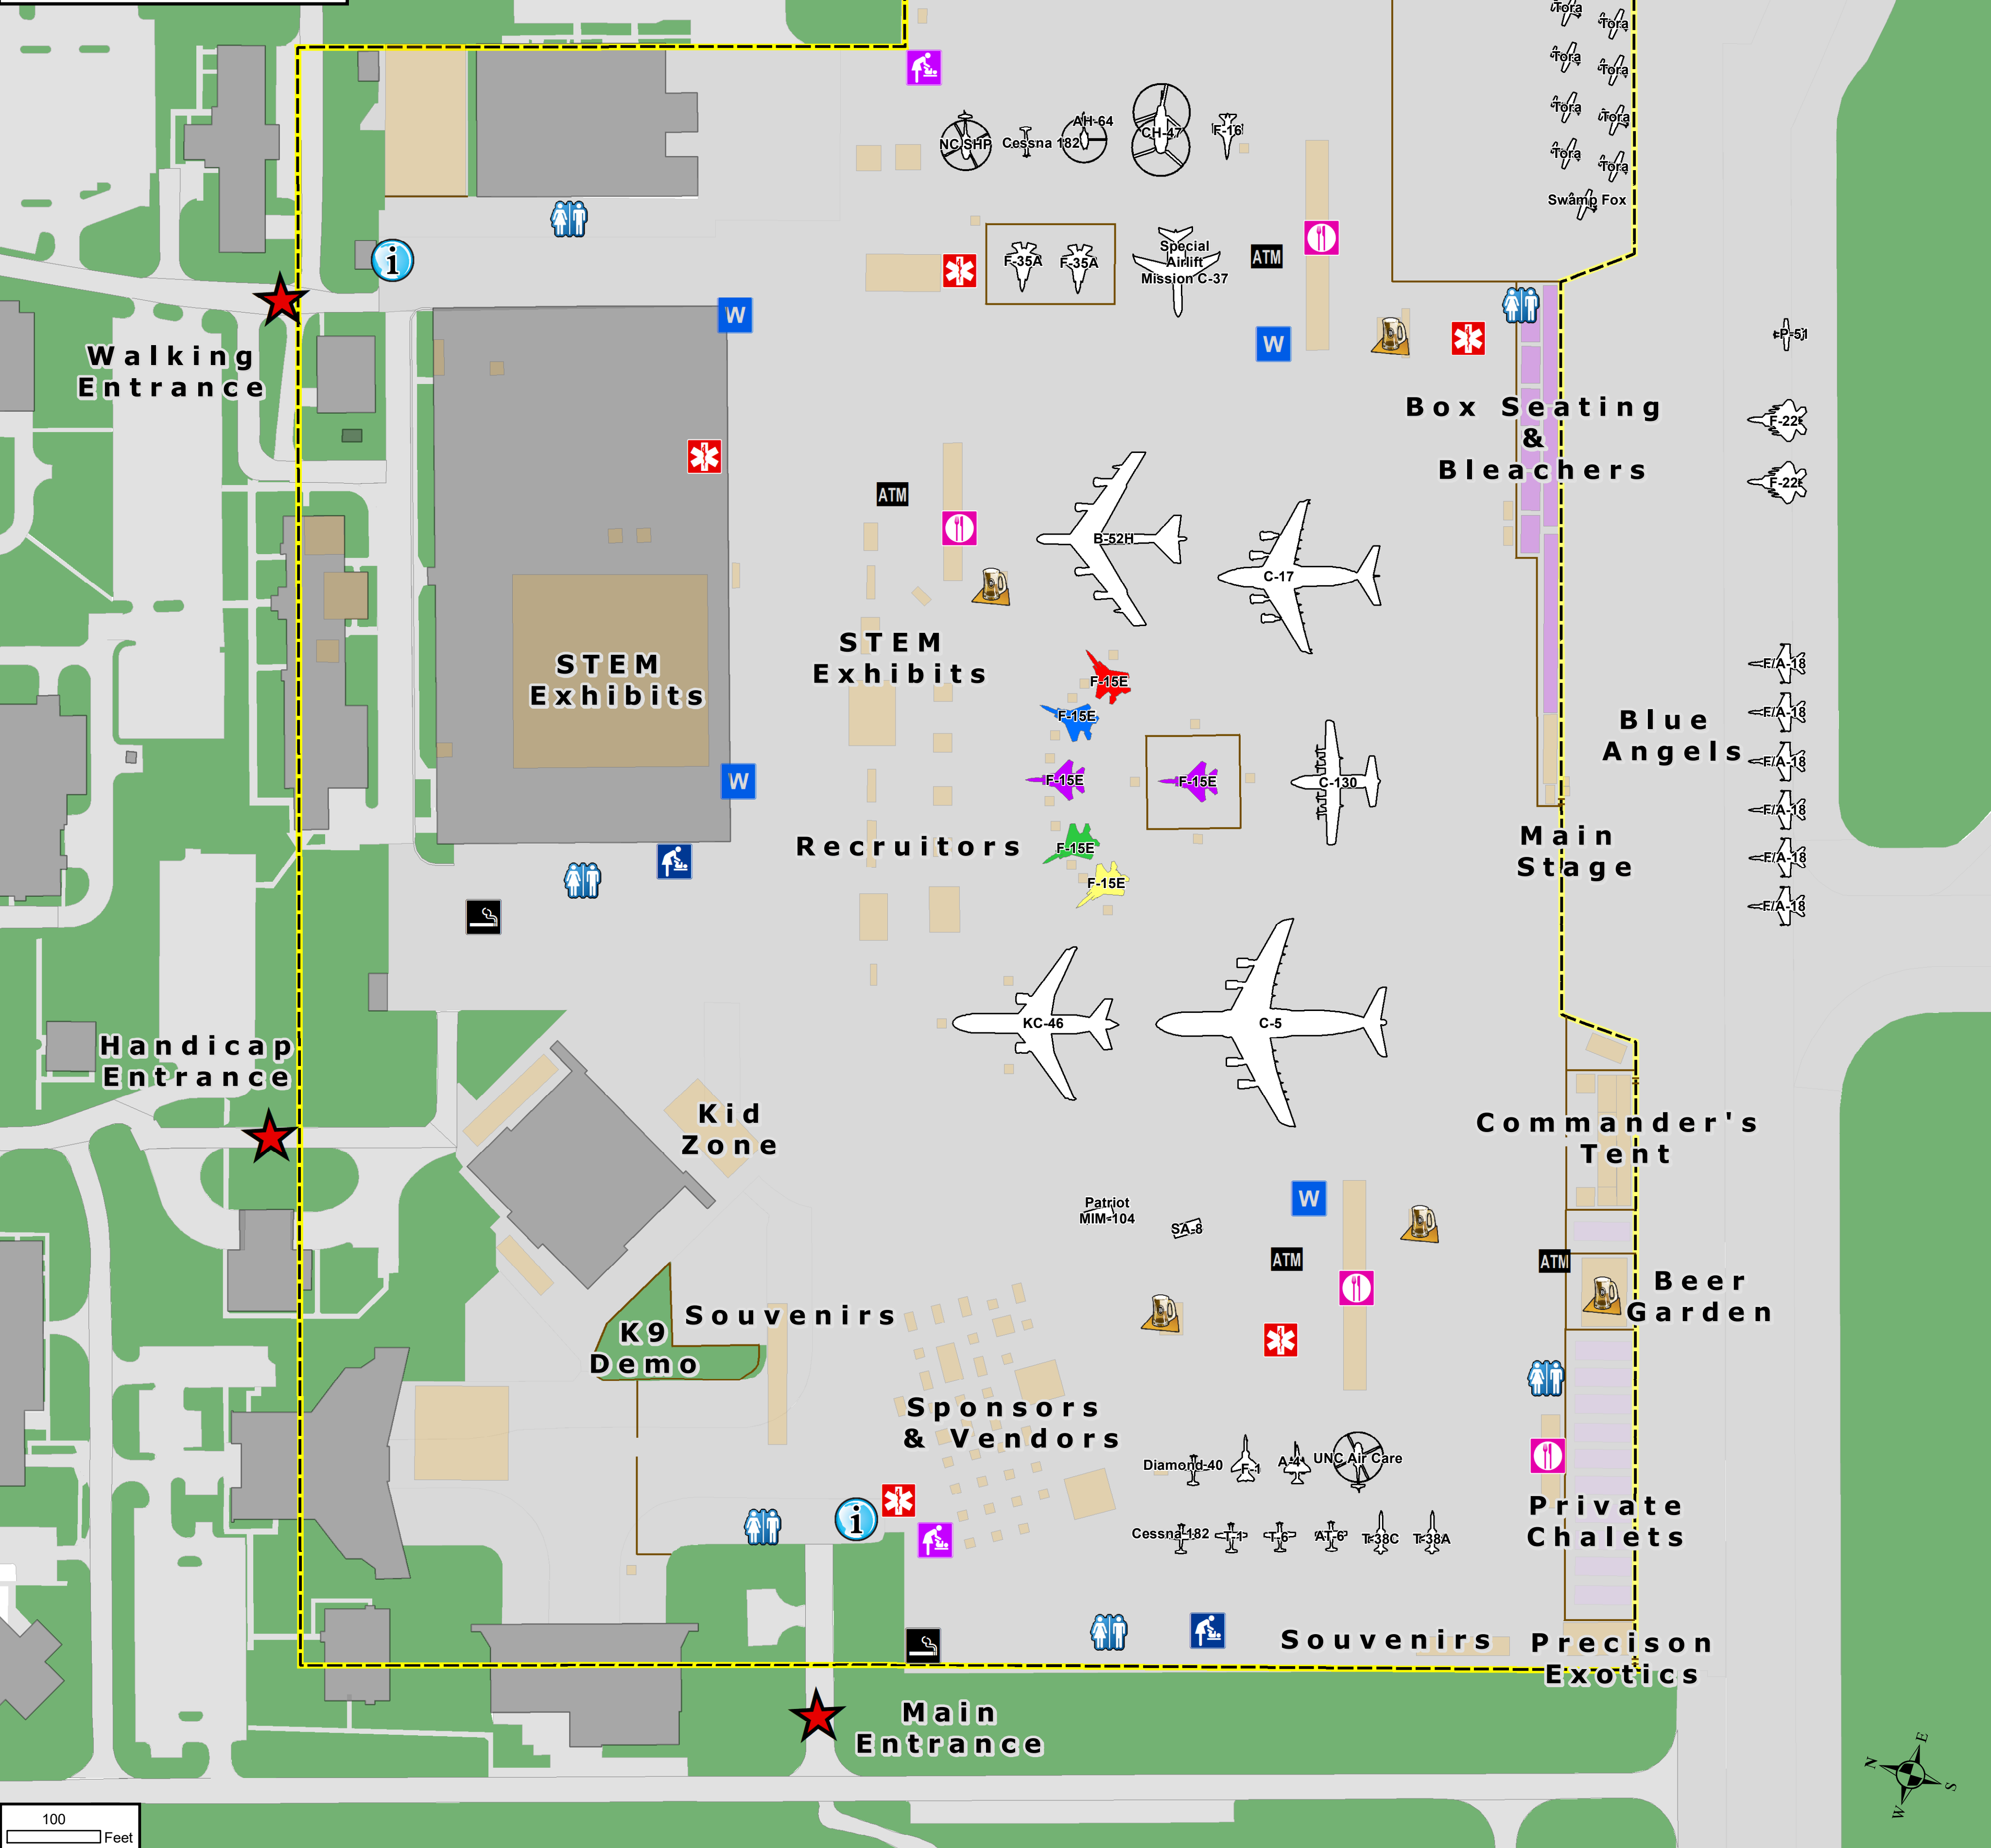 Tora
Tora
Tora
Tora
Tora
Tora
Tora
Tora
Swamp Fox
NC SHP
Cessna 182
AH-64
CH-47
F-16
F-35A
F-35A
Special
Airlift
Mission C-37
ATM
i
W
W
Walking
Entrance
P-51
Box Seating
&
Bleachers
F-22
F-22
ATM
B-52H
C-17
STEM
Exhibits
STEM
Exhibits
F-15E
F-15E
F-15E
F-15E
F-15E
F-15E
C-130
W
Blue
Angels
F/A-18
F/A-18
F/A-18
F/A-18
F/A-18
F/A-18
Recruitors
Main
Stage
KC-46
C-5
Handicap
Entrance
Kid
Zone
Commander's
Tent
Patriot
MIM-104
SA-8
W
ATM
ATM
Beer
Garden
Souvenirs
K9
Demo
Sponsors
& Vendors
Diamond-40
F-1
A-4
UNC Air Care
i
Cessna-182
T-1
T-6
AT-6
T-38C
T-38A
Private
Chalets
Souvenirs
Precison
Exotics
Main
Entrance
N
E
S
W
100
Feet